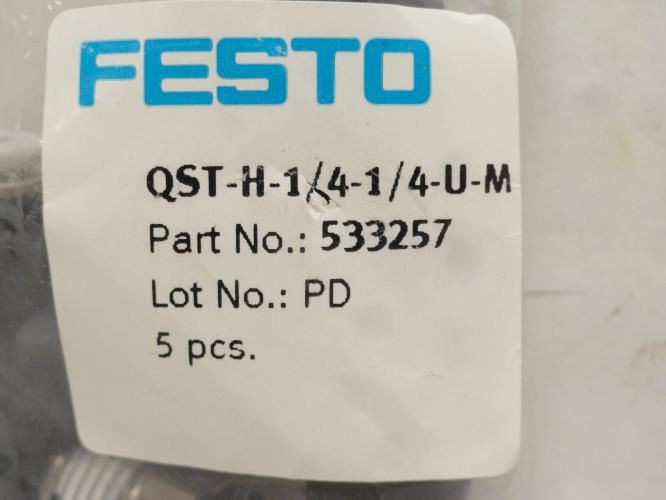 FESTO
QST-H-1/4-1/4-U-M
Part No.: 533257
Lot No.: PD
5 pcs.